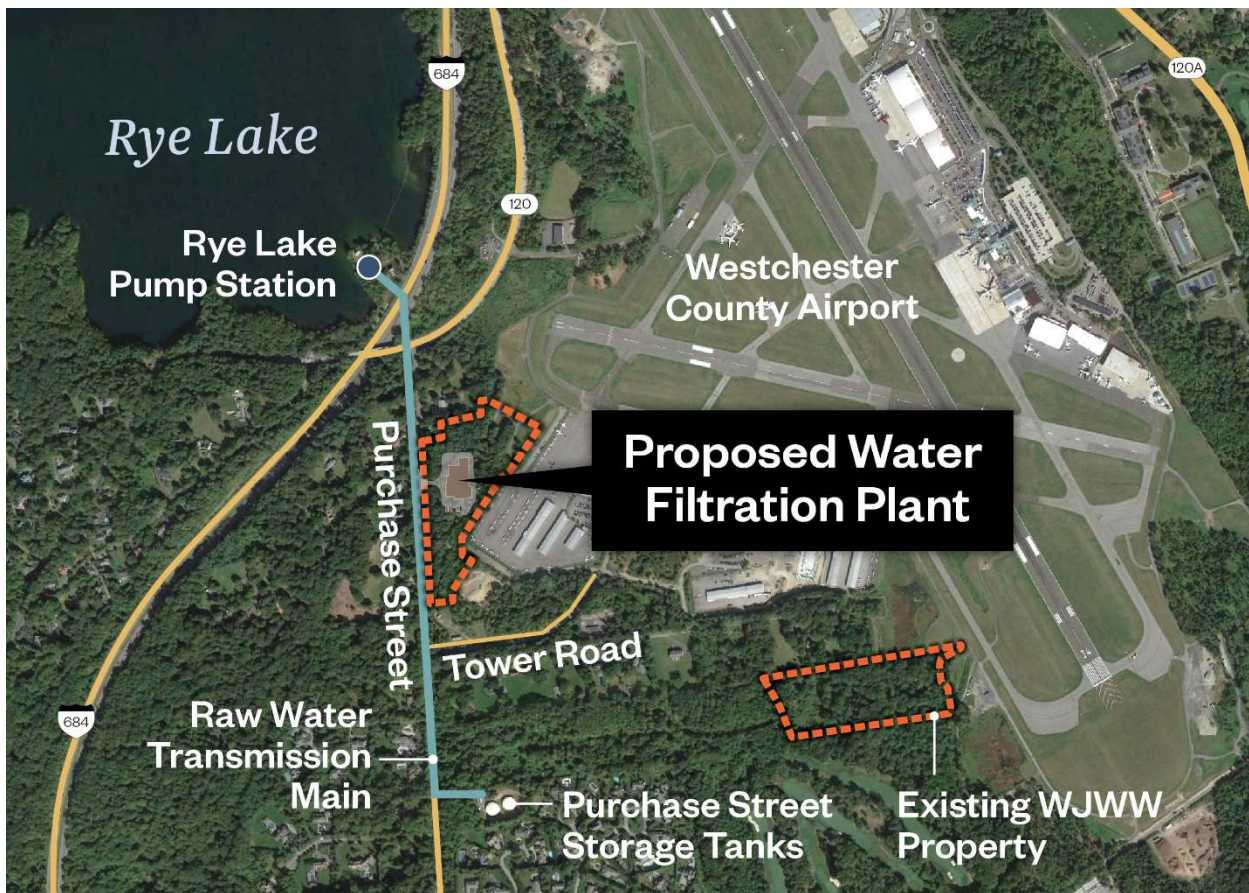 684
120A
Rye Lake
120
Rye Lake
Pump Station
Westchester
County Airport
Proposed Water
Filtration Plant
Purchase Street
Tower Road
684
Raw Water
Transmission
Main
Purchase Street
Storage Tanks
Existing WJWW
Property